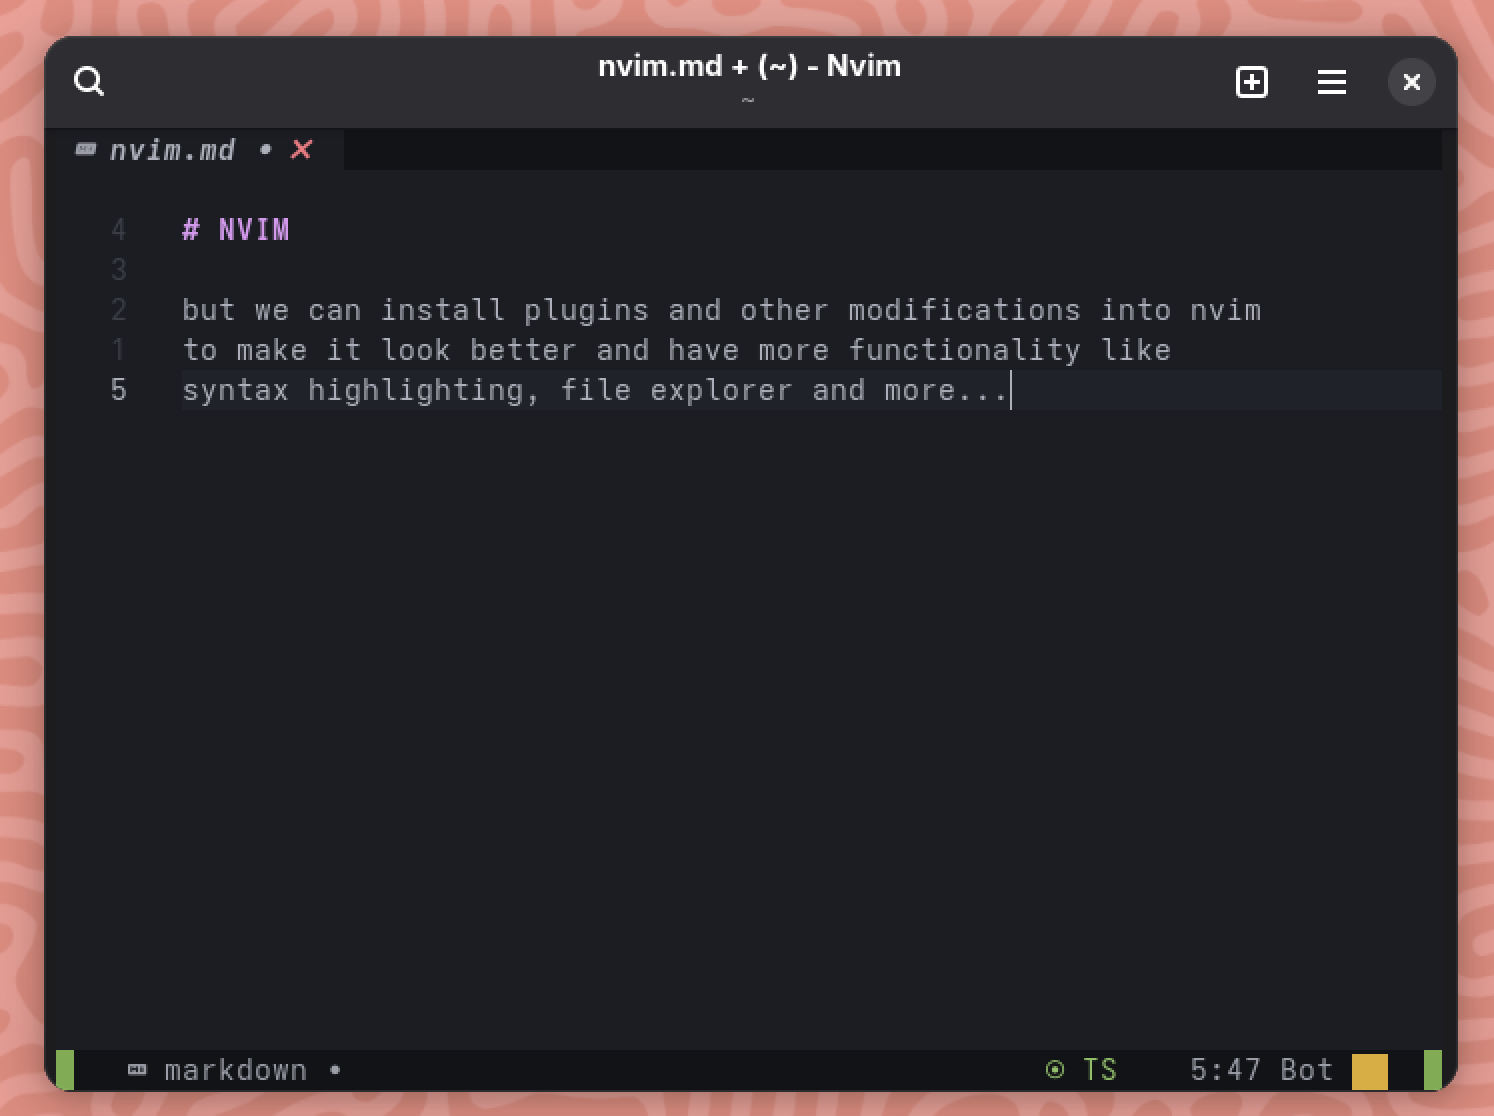 nvim.md + (~) - Nvim
~
nvim.md • ✕
4 # NVIM
3
2 but we can install plugins and other modifications into nvim
1 to make it look better and have more functionality like
5 syntax highlighting, file explorer and more...
markdown • TS 5:47 Bot